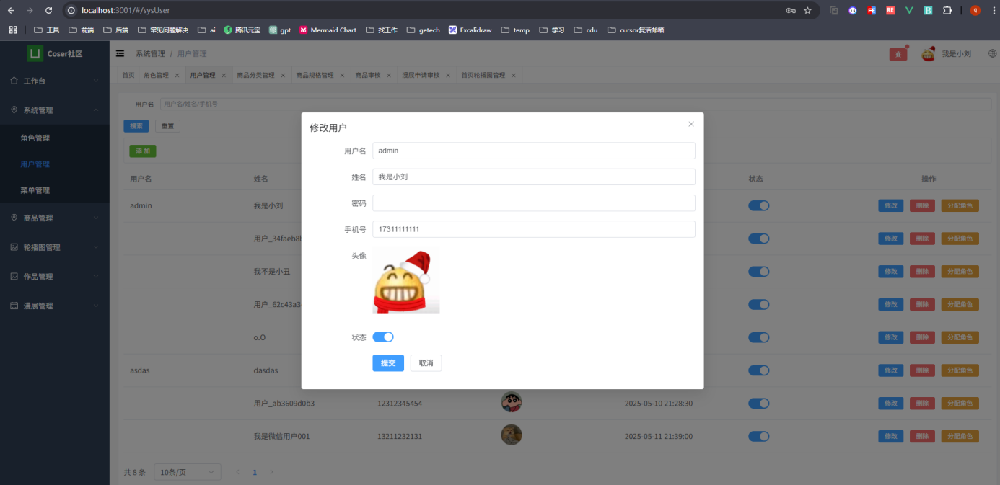 localhost:3001/#/sysUser
工具 前端 后端 常见问题解决 ai 腾讯元宝 gpt Mermaid Chart 找工作 getech Excalidraw temp 学习 cdu cursor复活邮箱
Coser社区
系统管理 / 用户管理
我是小刘
首页 角色管理 用户管理 商品分类管理 商品规格管理 商品审核 漫展申请审核 首页轮播图管理
工作台
系统管理
角色管理
用户管理
菜单管理
商品管理
轮播图管理
作品管理
漫展管理
用户名 用户名/姓名/手机号
搜索 重置
添加
用户名 姓名 状态 操作
admin 我是小刘 修改 删除 分配角色
用户_34faeb8 修改 删除 分配角色
我不是小丑 修改 删除 分配角色
用户_62c43a3 修改 删除 分配角色
o.O 修改 删除 分配角色
asdas dasdas 修改 删除 分配角色
用户_ab3609d0b3 12312345454 2025-05-10 21:28:30 修改 删除 分配角色
我是微信用户001 13211232131 2025-05-11 21:39:00 修改 删除 分配角色
共 8 条 10条/页 1
修改用户
用户名 admin
姓名 我是小刘
密码
手机号 17311111111
头像
状态
提交 取消